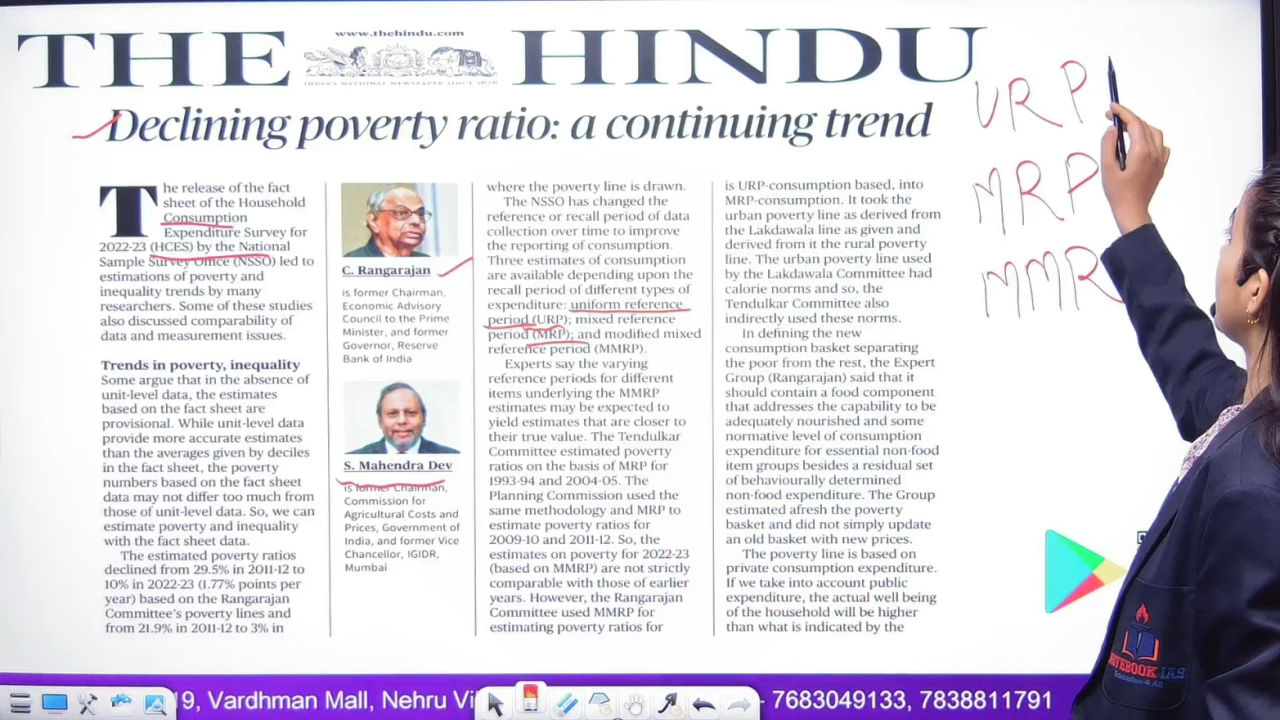 www.thehindu.com
THE HINDU
INDIA'S NATIONAL NEWSPAPER SINCE 1878
Declining poverty ratio: a continuing trend
The release of the fact
sheet of the Household
Consumption
Expenditure Survey for
2022-23 (HCES) by the National
Sample Survey Office (NSSO) led to
estimations of poverty and
inequality trends by many
researchers. Some of these studies
also discussed comparability of
data and measurement issues.
Trends in poverty, inequality
Some argue that in the absence of
unit-level data, the estimates
based on the fact sheet are
provisional. While unit-level data
provide more accurate estimates
than the averages given by deciles
in the fact sheet, the poverty
numbers based on the fact sheet
data may not differ too much from
those of unit-level data. So, we can
estimate poverty and inequality
with the fact sheet data.
The estimated poverty ratios
declined from 29.5% in 2011-12 to
10% in 2022-23 (1.77% points per
year) based on the Rangarajan
Committee's poverty lines and
from 21.9% in 2011-12 to 3% in
C. Rangarajan
is former Chairman,
Economic Advisory
Council to the Prime
Minister, and former
Governor, Reserve
Bank of India
S. Mahendra Dev
is former Chairman,
Commission for
Agricultural Costs and
Prices, Government of
India, and former Vice
Chancellor, IGIDR,
Mumbai
where the poverty line is drawn.
The NSSO has changed the
reference or recall period of data
collection over time to improve
the reporting of consumption.
Three estimates of consumption
are available depending upon the
recall period of different types of
expenditure: uniform reference
period (URP); mixed reference
period (MRP); and modified mixed
reference period (MMRP).
Experts say the varying
reference periods for different
items underlying the MMRP
estimates may be expected to
yield estimates that are closer to
their true value. The Tendulkar
Committee estimated poverty
ratios on the basis of MRP for
1993-94 and 2004-05. The
Planning Commission used the
same methodology and MRP to
estimate poverty ratios for
2009-10 and 2011-12. So, the
estimates on poverty for 2022-23
(based on MMRP) are not strictly
comparable with those of earlier
years. However, the Rangarajan
Committee used MMRP for
estimating poverty ratios for
is URP-consumption based, into
MRP-consumption. It took the
urban poverty line as derived from
the Lakdawala line as given and
derived from it the rural poverty
line. The urban poverty line used
by the Lakdawala Committee had
calorie norms and so, the
Tendulkar Committee also
indirectly used these norms.
In defining the new
consumption basket separating
the poor from the rest, the Expert
Group (Rangarajan) said that it
should contain a food component
that addresses the capability to be
adequately nourished and some
normative level of consumption
expenditure for essential non-food
item groups besides a residual set
of behaviourally determined
non-food expenditure. The Group
estimated afresh the poverty
basket and did not simply update
an old basket with new prices.
The poverty line is based on
private consumption expenditure.
If we take into account public
expenditure, the actual well being
of the household will be higher
than what is indicated by the
URP
MRP
MMR
NOTEBOOK IAS
Education 4 All
19, Vardhman Mall, Nehru Vi
- 7683049133, 7838811791